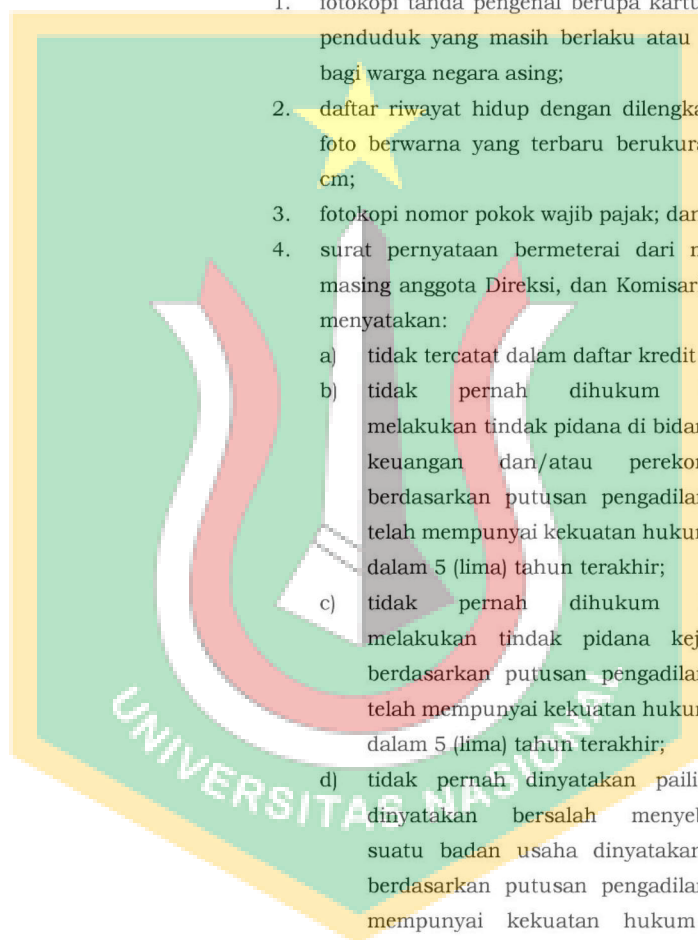 1. fotokopi tanda pengenal berupa kartu
penduduk yang masih berlaku atau
bagi warga negara asing;
2. daftar riwayat hidup dengan dilengka
foto berwarna yang terbaru berukura
cm;
3. fotokopi nomor pokok wajib pajak; dan
4. surat pernyataan bermeterai dari m
masing anggota Direksi, dan Komisar
menyatakan:
a) tidak tercatat dalam daftar kredit
b) tidak pernah dihukum
melakukan tindak pidana di bidan
keuangan dan/atau perekon
berdasarkan putusan pengadilan
telah mempunyai kekuatan hukum
dalam 5 (lima) tahun terakhir;
c) tidak pernah dihukum
melakukan tindak pidana kej
berdasarkan putusan pengadilan
telah mempunyai kekuatan hukum
dalam 5 (lima) tahun terakhir;
d) tidak pernah dinyatakan paili
dinyatakan bersalah menyeb
suatu badan usaha dinyatakan
berdasarkan putusan pengadilan
mempunyai kekuatan hukum
UNIVERSITAS NASIONAL